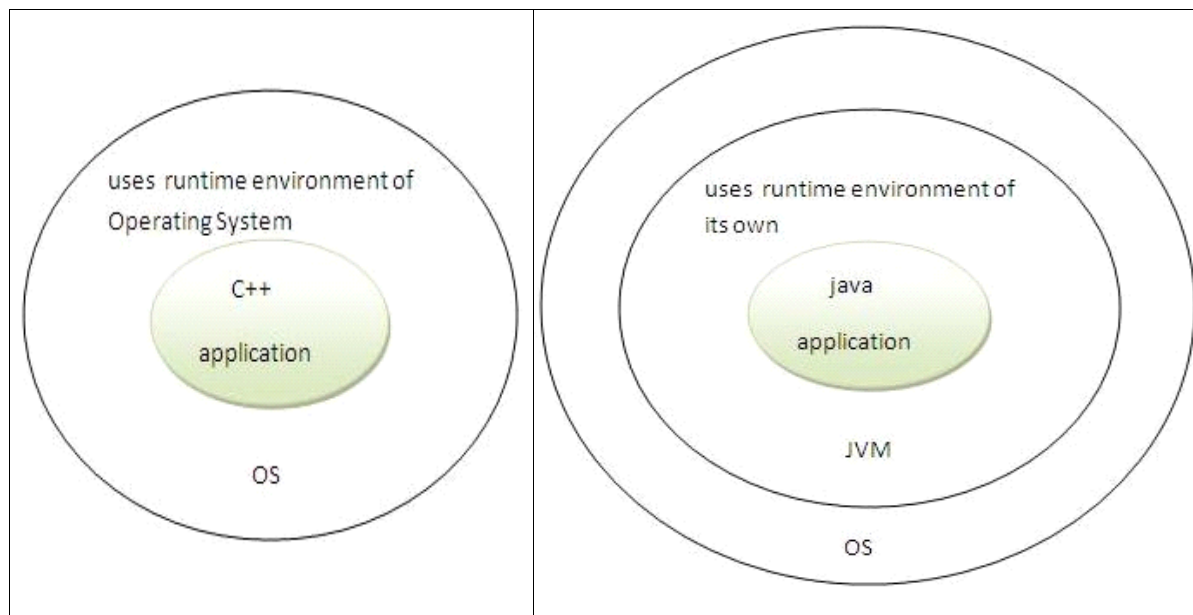 uses runtime environment of
Operating System
C++
application
OS
uses runtime environment of
its own
java
application
JVM
OS